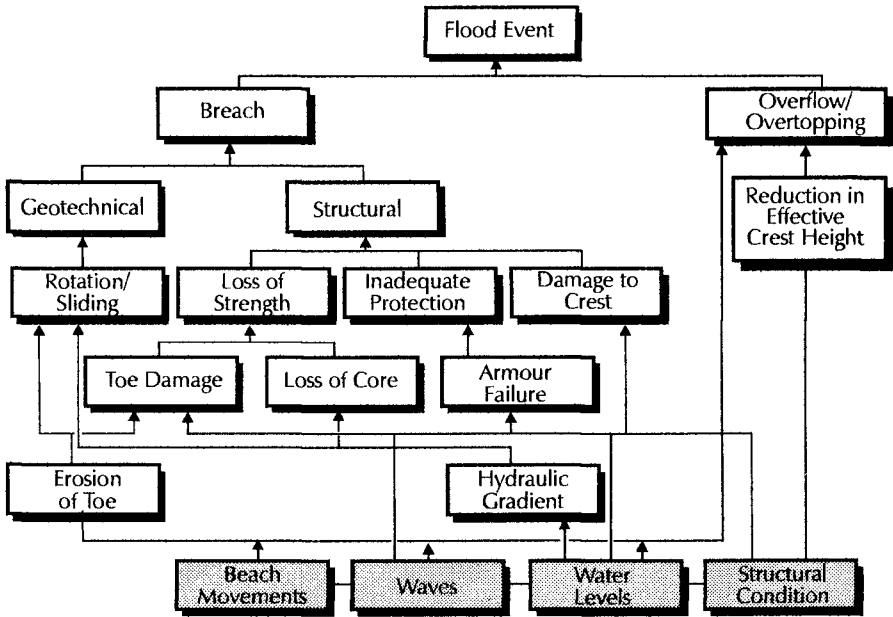 Flood Event
Breach
Overflow/
Overtopping
Geotechnical
Structural
Reduction in
Effective
Crest Height
Rotation/
Sliding
Loss of
Strength
Inadequate
Protection
Damage to
Crest
Toe Damage
Loss of Core
Armour
Failure
Erosion
of Toe
Hydraulic
Gradient
Beach
Movements
Waves
Water
Levels
Structural
Condition